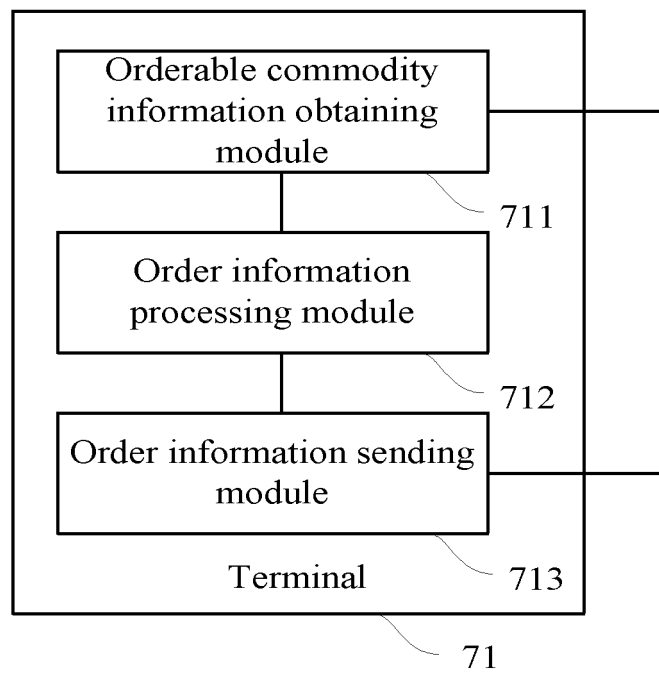 Orderable commodity
information obtaining
module
711
Order information
processing module
712
Order information sending
module
713
Terminal
71